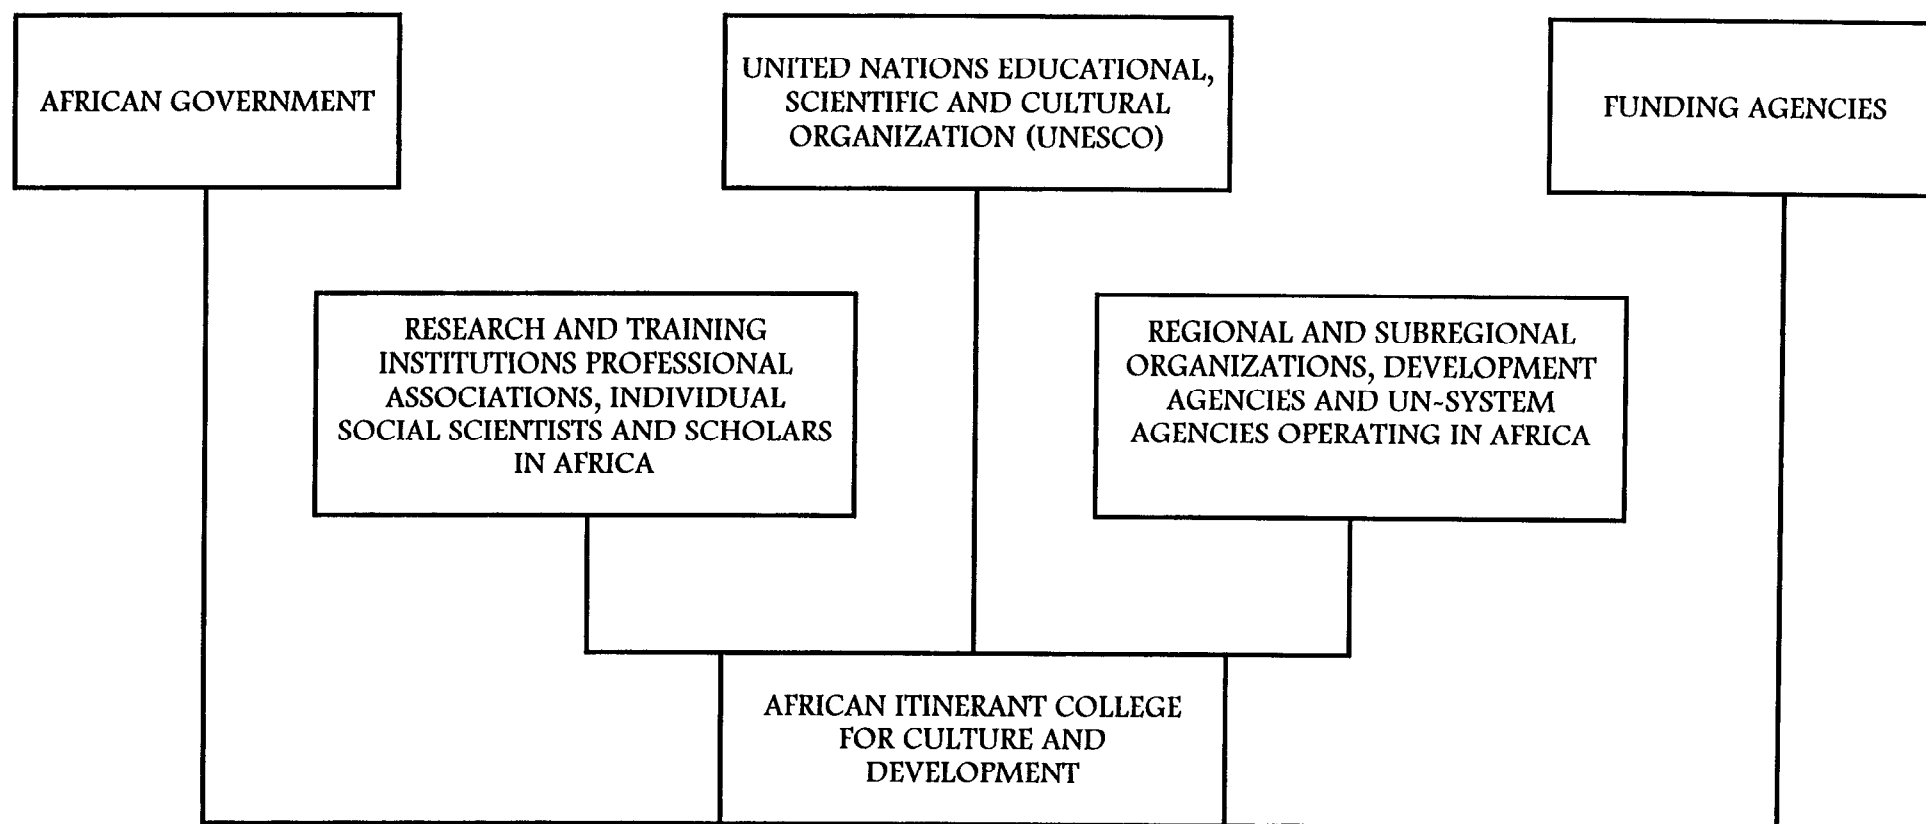 AFRICAN GOVERNMENT
UNITED NATIONS EDUCATIONAL,
SCIENTIFIC AND CULTURAL
ORGANIZATION (UNESCO)
FUNDING AGENCIES
RESEARCH AND TRAINING
INSTITUTIONS PROFESSIONAL
ASSOCIATIONS, INDIVIDUAL
SOCIAL SCIENTISTS AND SCHOLARS
IN AFRICA
REGIONAL AND SUBREGIONAL
ORGANIZATIONS, DEVELOPMENT
AGENCIES AND UN-SYSTEM
AGENCIES OPERATING IN AFRICA
AFRICAN ITINERANT COLLEGE
FOR CULTURE AND
DEVELOPMENT